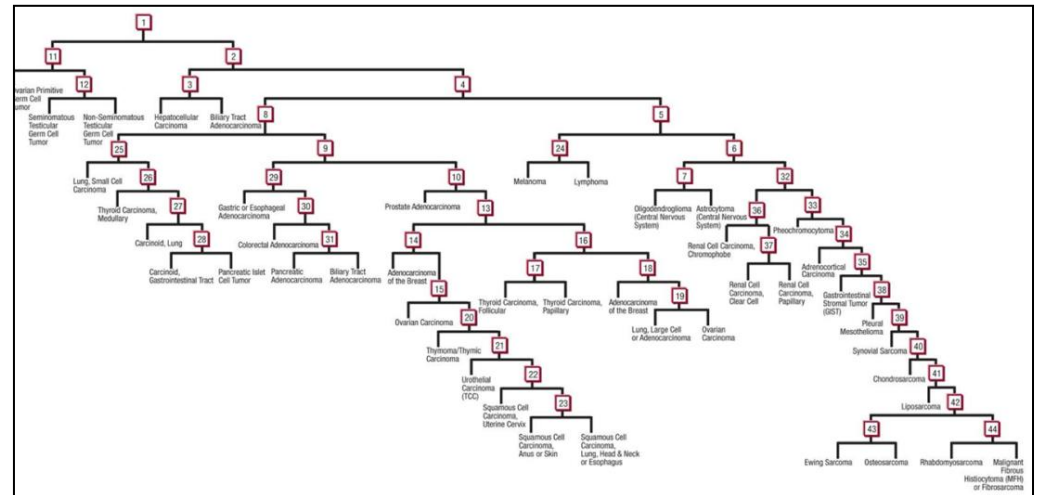 1
11
2
12
3
4
varian Primitive
Germ Cell
Tumor
Seminomatous
Testicular
Germ Cell
Tumor
Non-Seminomatous
Testicular
Germ Cell
Tumor
Hepatocellular
Carcinoma
Biliary Tract
Adenocarcinoma
8
5
25
9
24
6
Lung, Small Cell
Carcinoma
26
29
10
Melanoma
Lymphoma
7
32
Thyroid Carcinoma,
Medullary
27
Gastric or Esophageal
Adenocarcinoma
30
Prostate Adenocarcinoma
13
Oligodendroglioma
(Central Nervous
System)
Astrocytoma
(Central Nervous
System)
36
33
Carcinoid, Lung
28
Colorectal Adenocarcinoma
31
14
16
Renal Cell Carcinoma,
Chromophobe
37
Pheochromocytoma
34
Carcinoid,
Gastrointestinal Tract
Pancreatic Islet
Cell Tumor
Pancreatic
Adenocarcinoma
Biliary Tract
Adenocarcinoma
Adenocarcinoma
of the Breast
15
17
18
Renal Cell
Carcinoma,
Clear Cell
Renal Cell
Carcinoma,
Papillary
Adrenocortical
Carcinoma
35
Ovarian Carcinoma
20
Thyroid Carcinoma,
Follicular
Thyroid Carcinoma,
Papillary
Adenocarcinoma
of the Breast
19
Gastrointestinal
Stromal Tumor
(GIST)
38
Thymoma/Thymic
Carcinoma
21
Lung, Large Cell
or Adenocarcinoma
Ovarian
Carcinoma
Pleural
Mesothelioma
39
Urothelial
Carcinoma
(TCC)
22
Synovial Sarcoma
40
Squamous Cell
Carcinoma,
Uterine Cervix
23
Chondrosarcoma
41
Squamous Cell
Carcinoma,
Anus or Skin
Squamous Cell
Carcinoma,
Lung, Head & Neck
or Esophagus
Liposarcoma
42
43
44
Ewing Sarcoma
Osteosarcoma
Rhabdomyosarcoma
Malignant
Fibrous
Histiocytoma (MFH)
or Fibrosarcoma